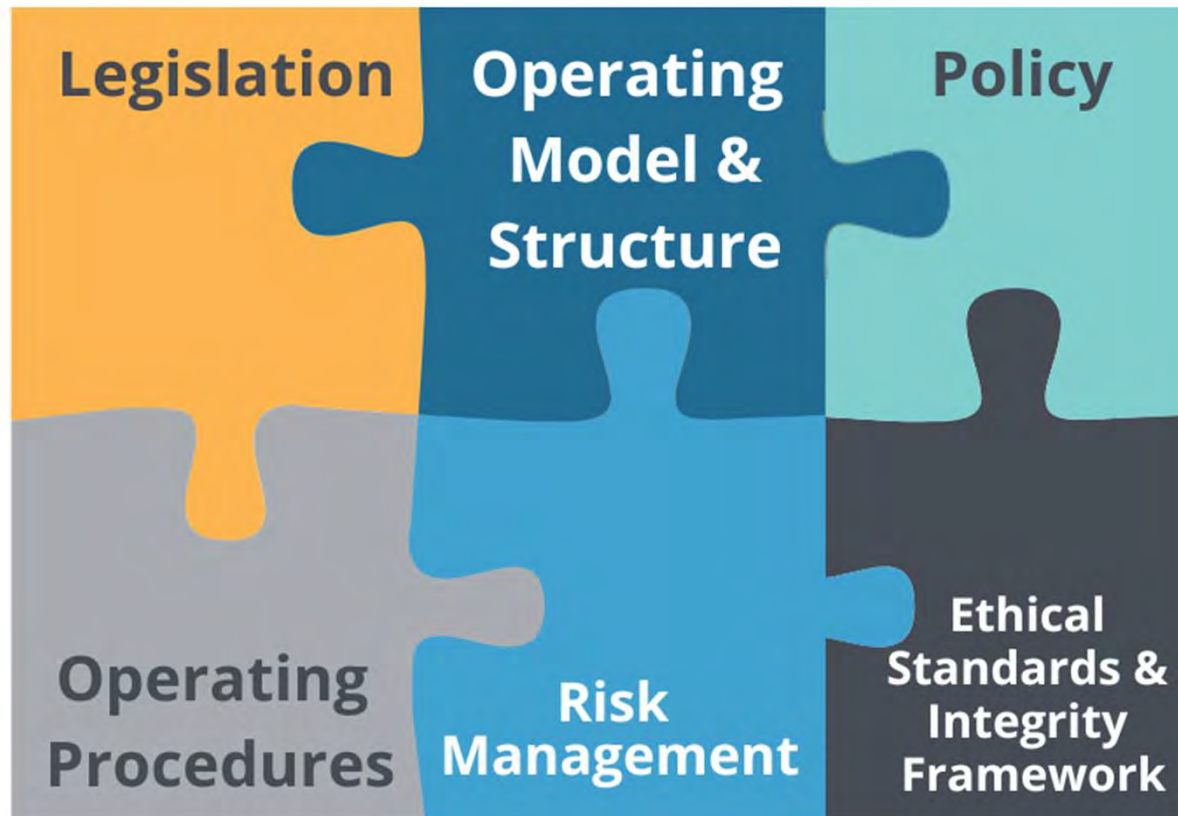 Legislation
Operating
Model &
Structure
Policy
Operating
Procedures
Risk
Management
Ethical
Standards &
Integrity
Framework